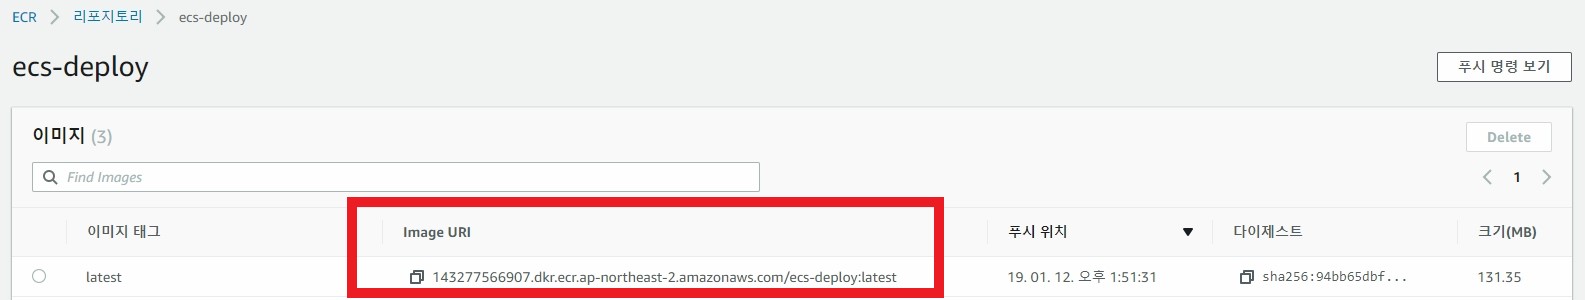 ECR > 리포지토리 > ecs-deploy
ecs-deploy
푸시 명령 보기
이미지 (3)
Delete
Find Images
1
이미지 태그 Image URI 푸시 위치 다이제스트 크기(MB)
latest 143277566907.dkr.ecr.ap-northeast-2.amazonaws.com/ecs-deploy:latest 19. 01. 12. 오후 1:51:31 sha256:94bb65dbf... 131.35